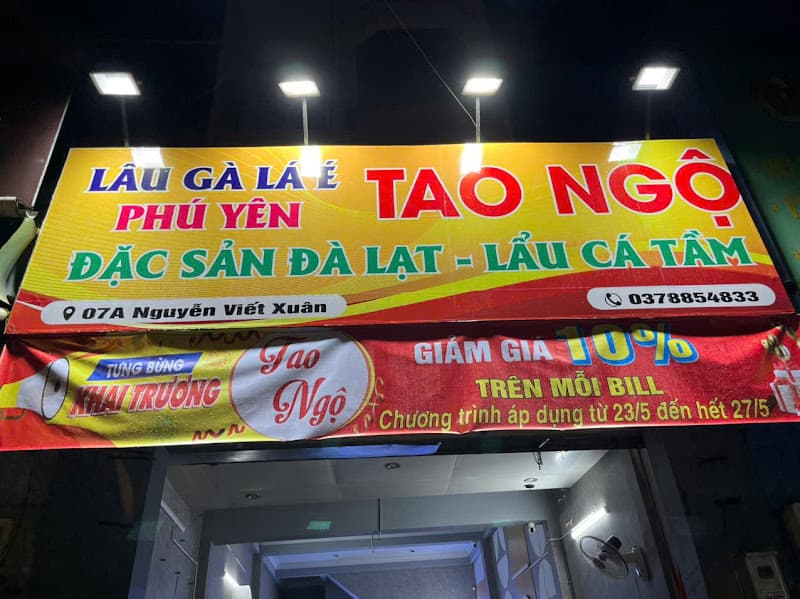 LẨU GÀ LÁ É
PHÚ YÊN
TAO NGỘ
ĐẶC SẢN ĐÀ LẠT - LẨU CÁ TẦM
07A Nguyễn Viết Xuân
0378854833
TƯNG BỪNG
KHAI TRƯƠNG
Tao
Ngộ
GIẢM GIÁ 10%
TRÊN MỖI BILL
Chương trình áp dụng từ 23/5 đến hết 27/5